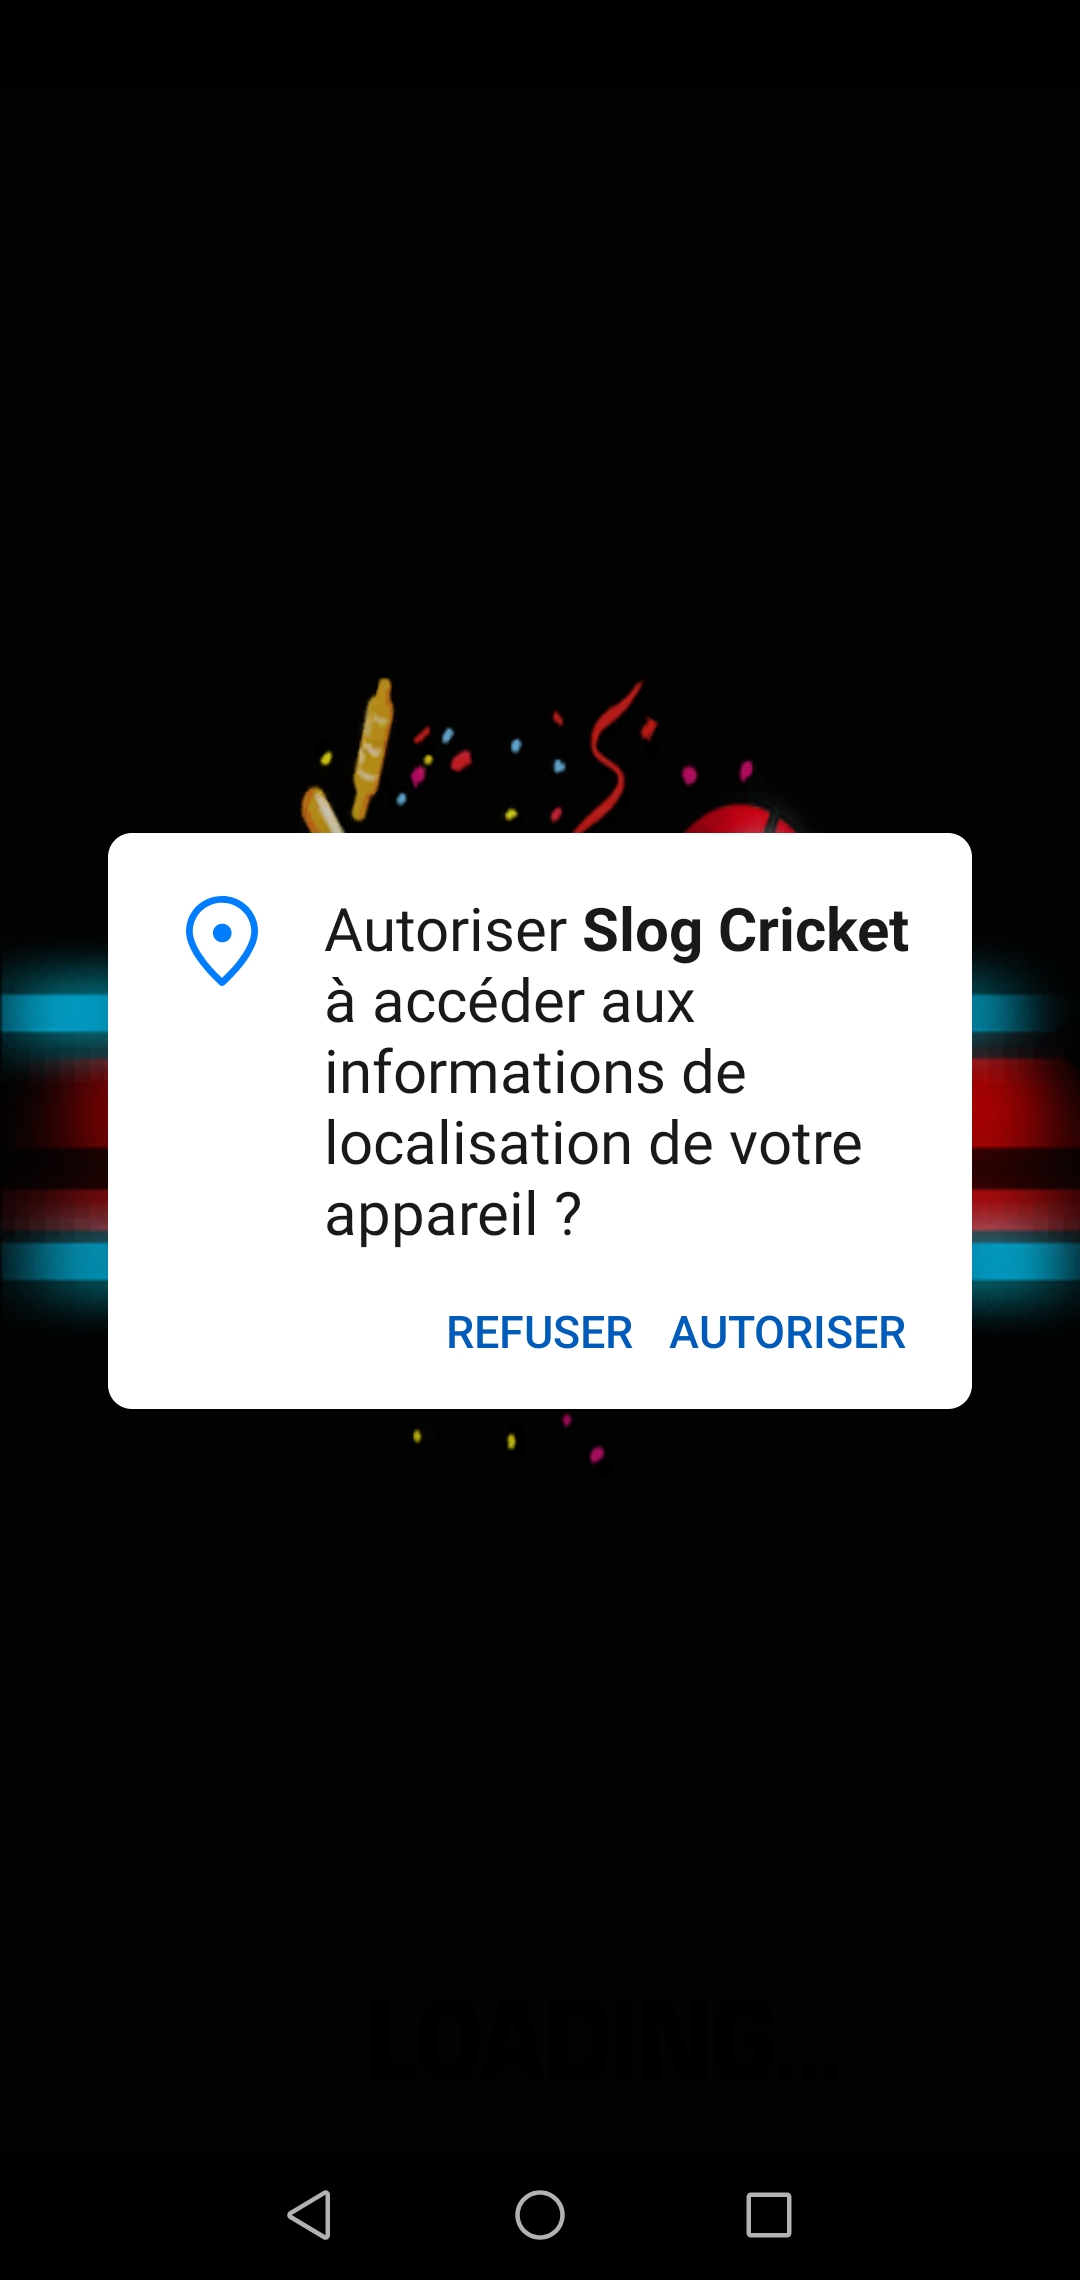 Autoriser Slog Cricket
à accéder aux
informations de
localisation de votre
appareil ?
REFUSER AUTORISER
LOADING...